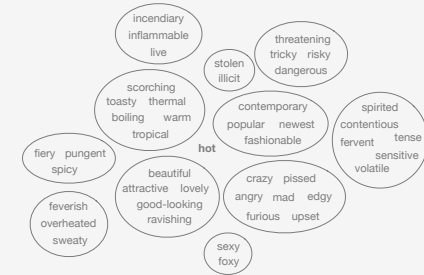 incendiary
inflammable
live
stolen
illicit
threatening
tricky risky
dangerous
scorching
toasty thermal
boiling warm
tropical
contemporary
popular newest
fashionable
spirited
contentious
fervent tense
sensitive
volatile
hot
fiery pungent
spicy
beautiful
attractive lovely
good-looking
ravishing
crazy pissed
angry mad edgy
furious upset
feverish
overheated
sweaty
sexy
foxy